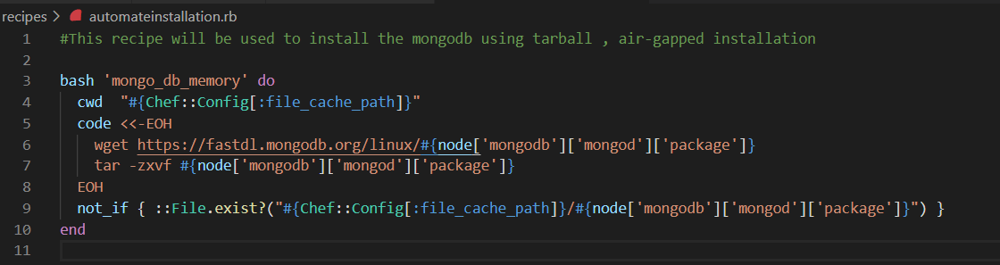 recipes > automateinstallation.rb
1 #This recipe will be used to install the mongodb using tarball , air-gapped installation
2
3 bash 'mongo_db_memory' do
4   cwd  "#{Chef::Config[:file_cache_path]}"
5   code <<-EOH
6     wget https://fastdl.mongodb.org/linux/#{node['mongodb']['mongod']['package']}
7     tar -zxvf #{node['mongodb']['mongod']['package']}
8   EOH
9   not_if { ::File.exist?("#{Chef::Config[:file_cache_path]}/#{node['mongodb']['mongod']['package']}") }
10 end
11